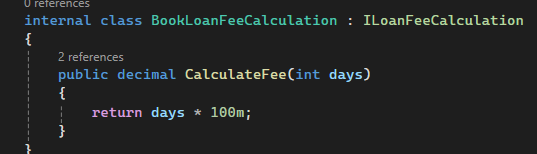 0 references
internal class BookLoanFeeCalculation : ILoanFeeCalculation
{
2 references
public decimal CalculateFee(int days)
{
return days * 100m;
}
}